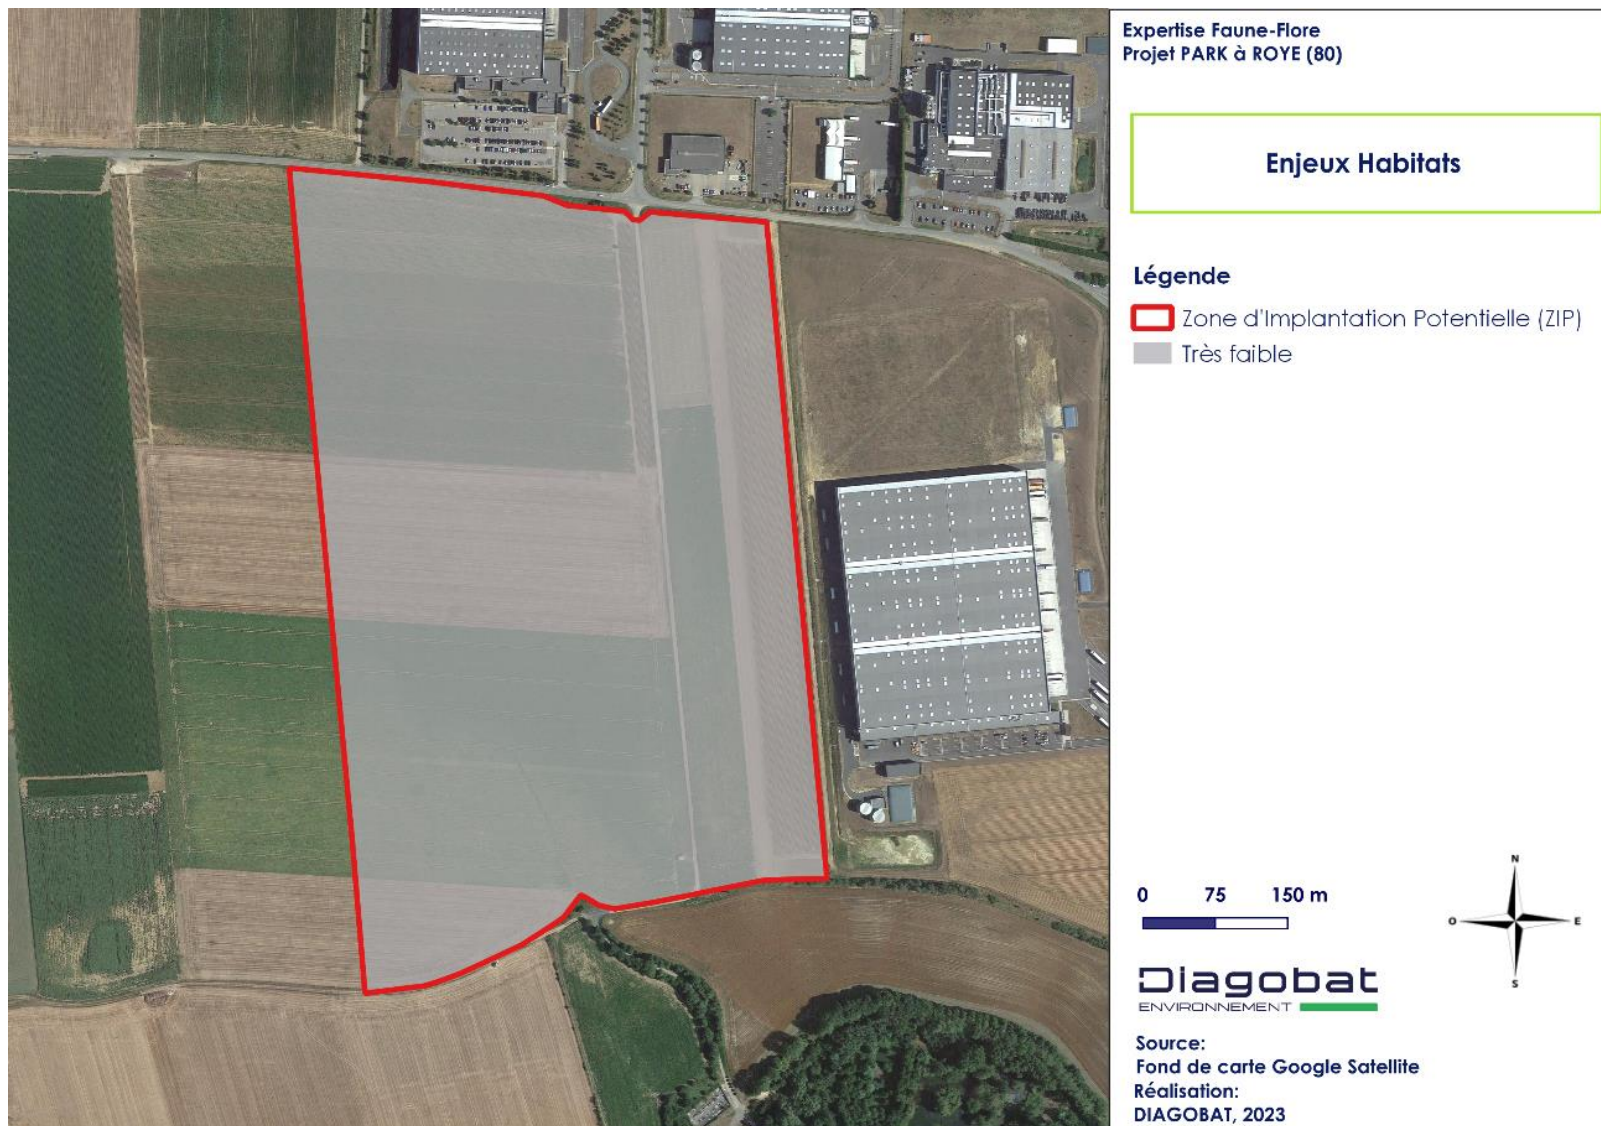 Expertise Faune-Flore
Projet PARK à ROYE (80)
Enjeux Habitats
Légende
Zone d'Implantation Potentielle (ZIP)
Très faible
0 75 150 m
N
O E
S
Diagobat
ENVIRONNEMENT
Source:
Fond de carte Google Satellite
Réalisation:
DIAGOBAT, 2023